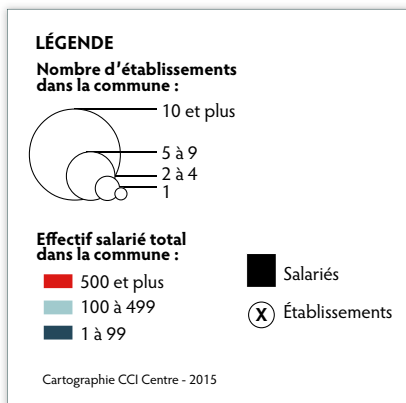 LÉGENDE
Nombre d'établissements
dans la commune :
10 et plus
5 à 9
2 à 4
1
Effectif salarié total
dans la commune :
500 et plus
100 à 499
1 à 99
Salariés
X Établissements
Cartographie CCI Centre - 2015